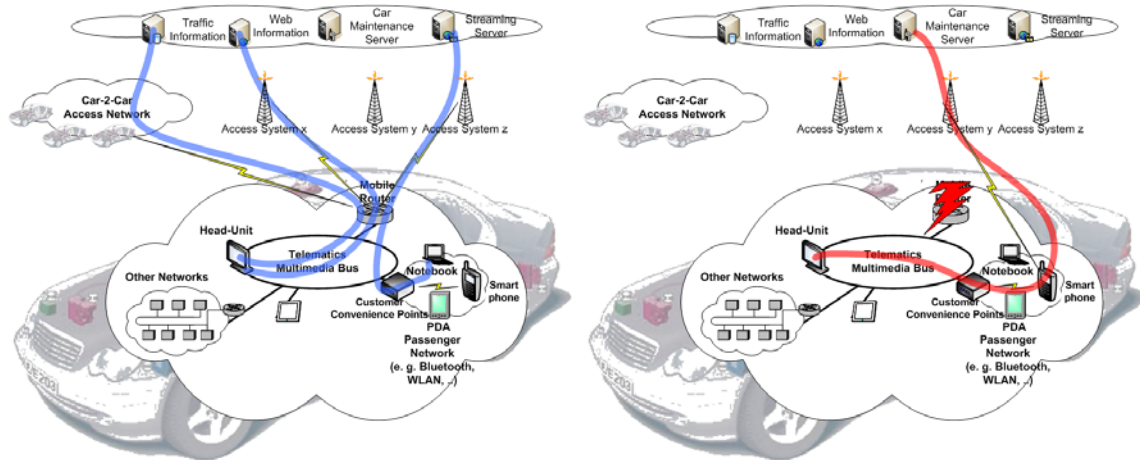 Traffic
Information
Web
Information
Car
Maintenance
Server
Streaming
Server
Car-2-Car
Access Network
Access System x
Access System y
Access System z
Mobile
Router
Head-Unit
Telematics
Multimedia Bus
Other Networks
Notebook
Smart
phone
Customer
Convenience Points
PDA
Passenger
Network
(e. g. Bluetooth,
WLAN, ..)
Traffic
Information
Web
Information
Car
Maintenance
Server
Streaming
Server
Car-2-Car
Access Network
Access System x
Access System y
Access System z
Router
Head-Unit
Telematics
Multimedia Bus
Other Networks
Notebook
Smart
phone
Customer
Convenience Points
PDA
Passenger
Network
(e. g. Bluetooth,
WLAN, ..)